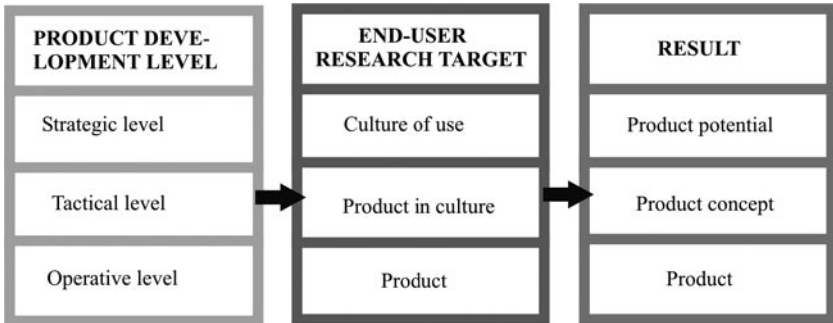 PRODUCT DEVE-
LOPMENT LEVEL
Strategic level
Tactical level
Operative level
END-USER
RESEARCH TARGET
Culture of use
Product in culture
Product
RESULT
Product potential
Product concept
Product